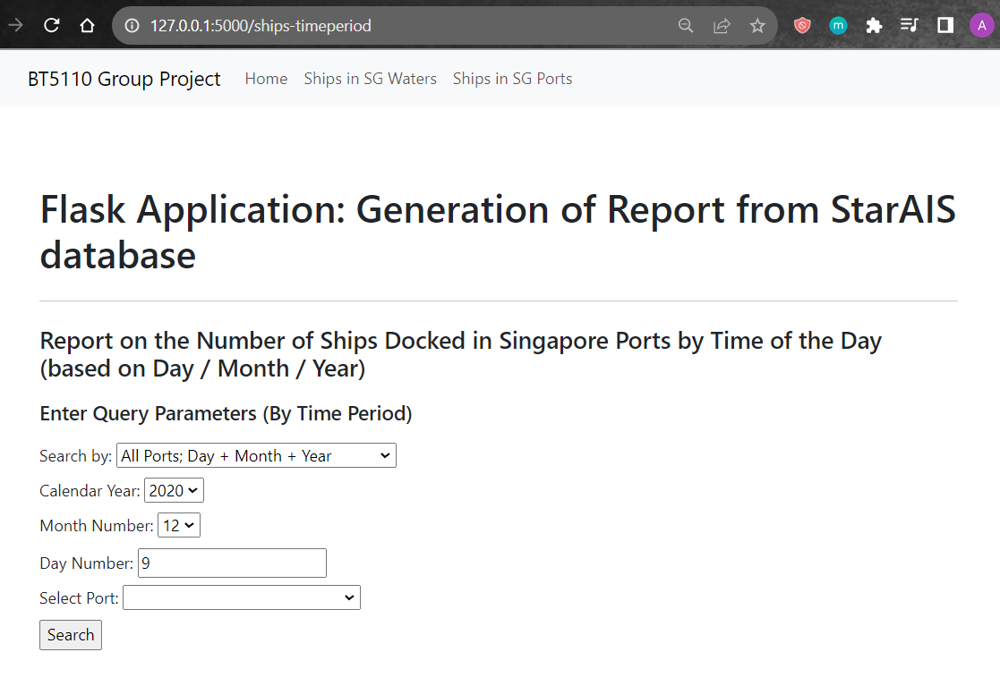 127.0.0.1:5000/ships-timeperiod
m
A
BT5110 Group Project Home Ships in SG Waters Ships in SG Ports
Flask Application: Generation of Report from StarAIS
database
Report on the Number of Ships Docked in Singapore Ports by Time of the Day
(based on Day / Month / Year)
Enter Query Parameters (By Time Period)
Search by: All Ports; Day + Month + Year
Calendar Year: 2020
Month Number: 12
Day Number: 9
Select Port:
Search